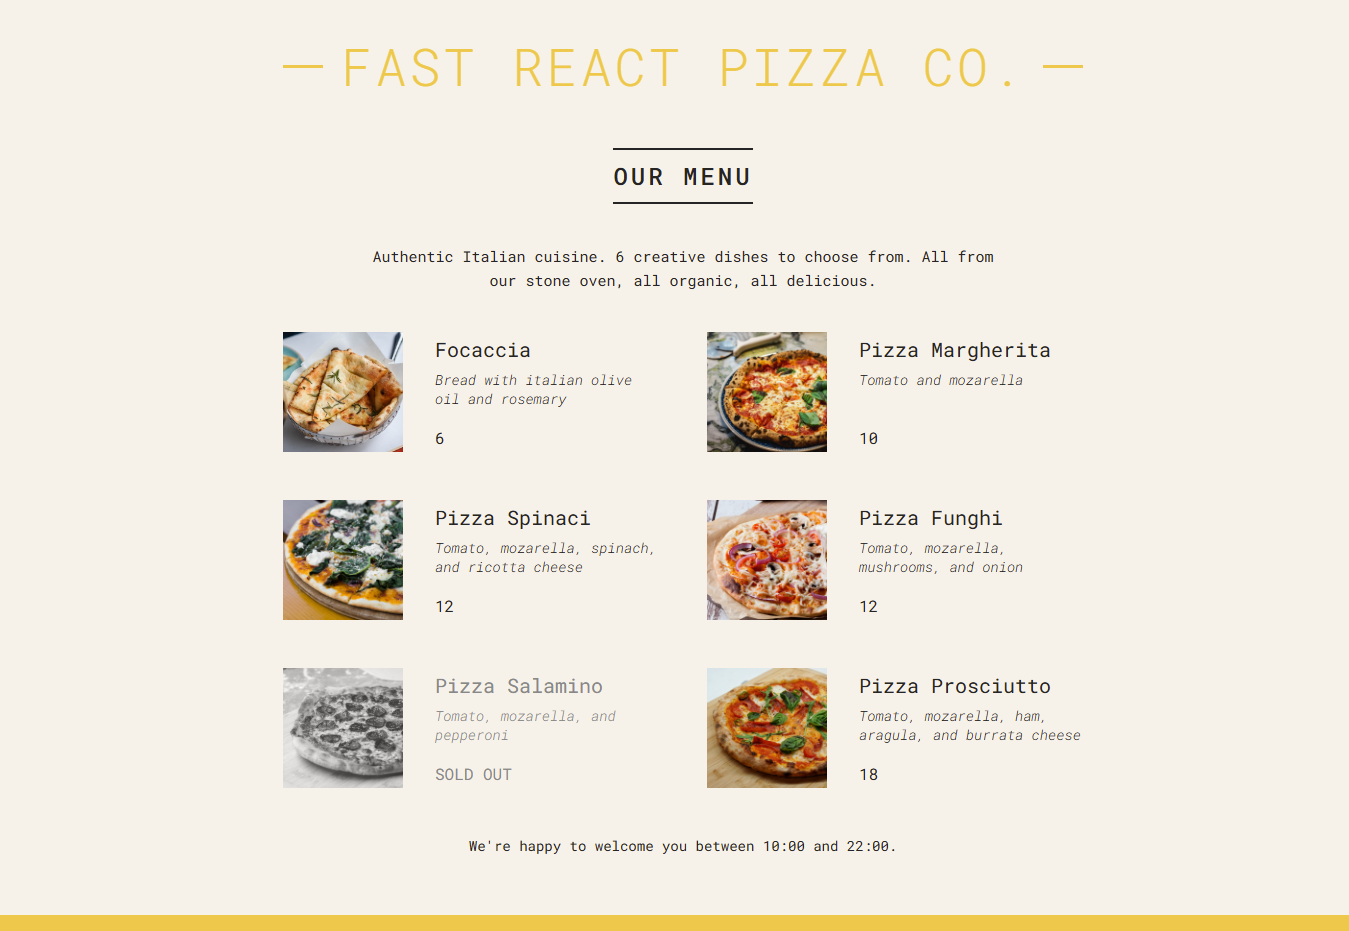 FAST REACT PIZZA CO.
OUR MENU
Authentic Italian cuisine. 6 creative dishes to choose from. All from
our stone oven, all organic, all delicious.
Focaccia
Bread with italian olive
oil and rosemary
6
Pizza Margherita
Tomato and mozarella
10
Pizza Spinaci
Tomato, mozarella, spinach,
and ricotta cheese
12
Pizza Funghi
Tomato, mozarella,
mushrooms, and onion
12
Pizza Salamino
Tomato, mozarella, and
pepperoni
SOLD OUT
Pizza Prosciutto
Tomato, mozarella, ham,
aragula, and burrata cheese
18
We're happy to welcome you between 10:00 and 22:00.